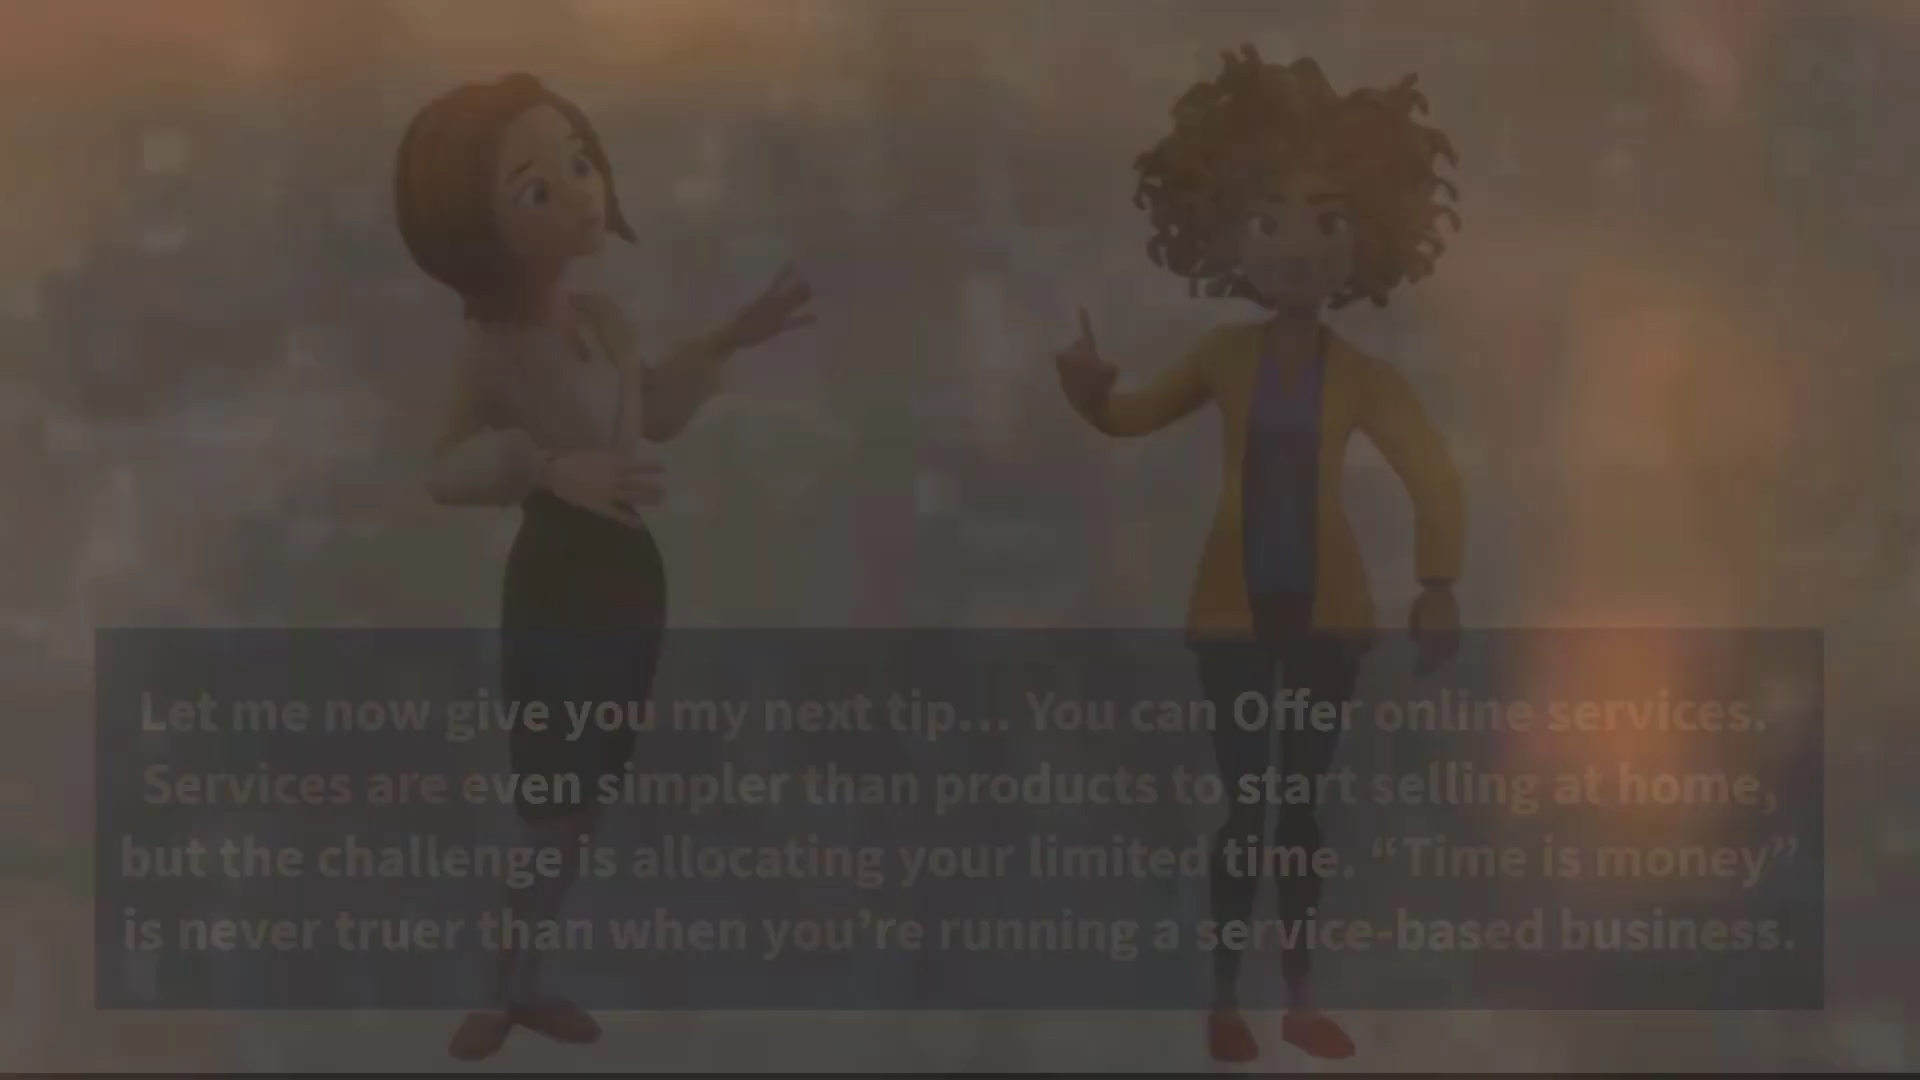 Let me now give you my next tip... You can Offer online services.
Services are even simpler than products to start selling at home,
but the challenge is allocating your limited time. “Time is money”
is never truer than when you’re running a service-based business.